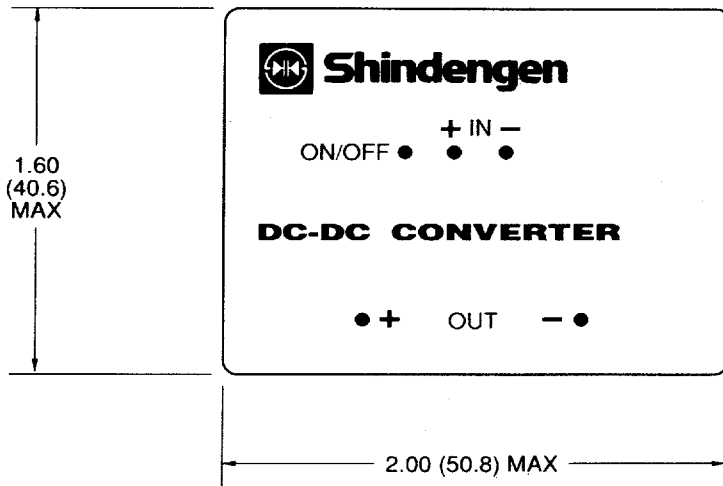 Shindengen
+ IN −
ON/OFF
1.60
(40.6)
MAX
DC-DC CONVERTER
+ OUT −
2.00 (50.8) MAX